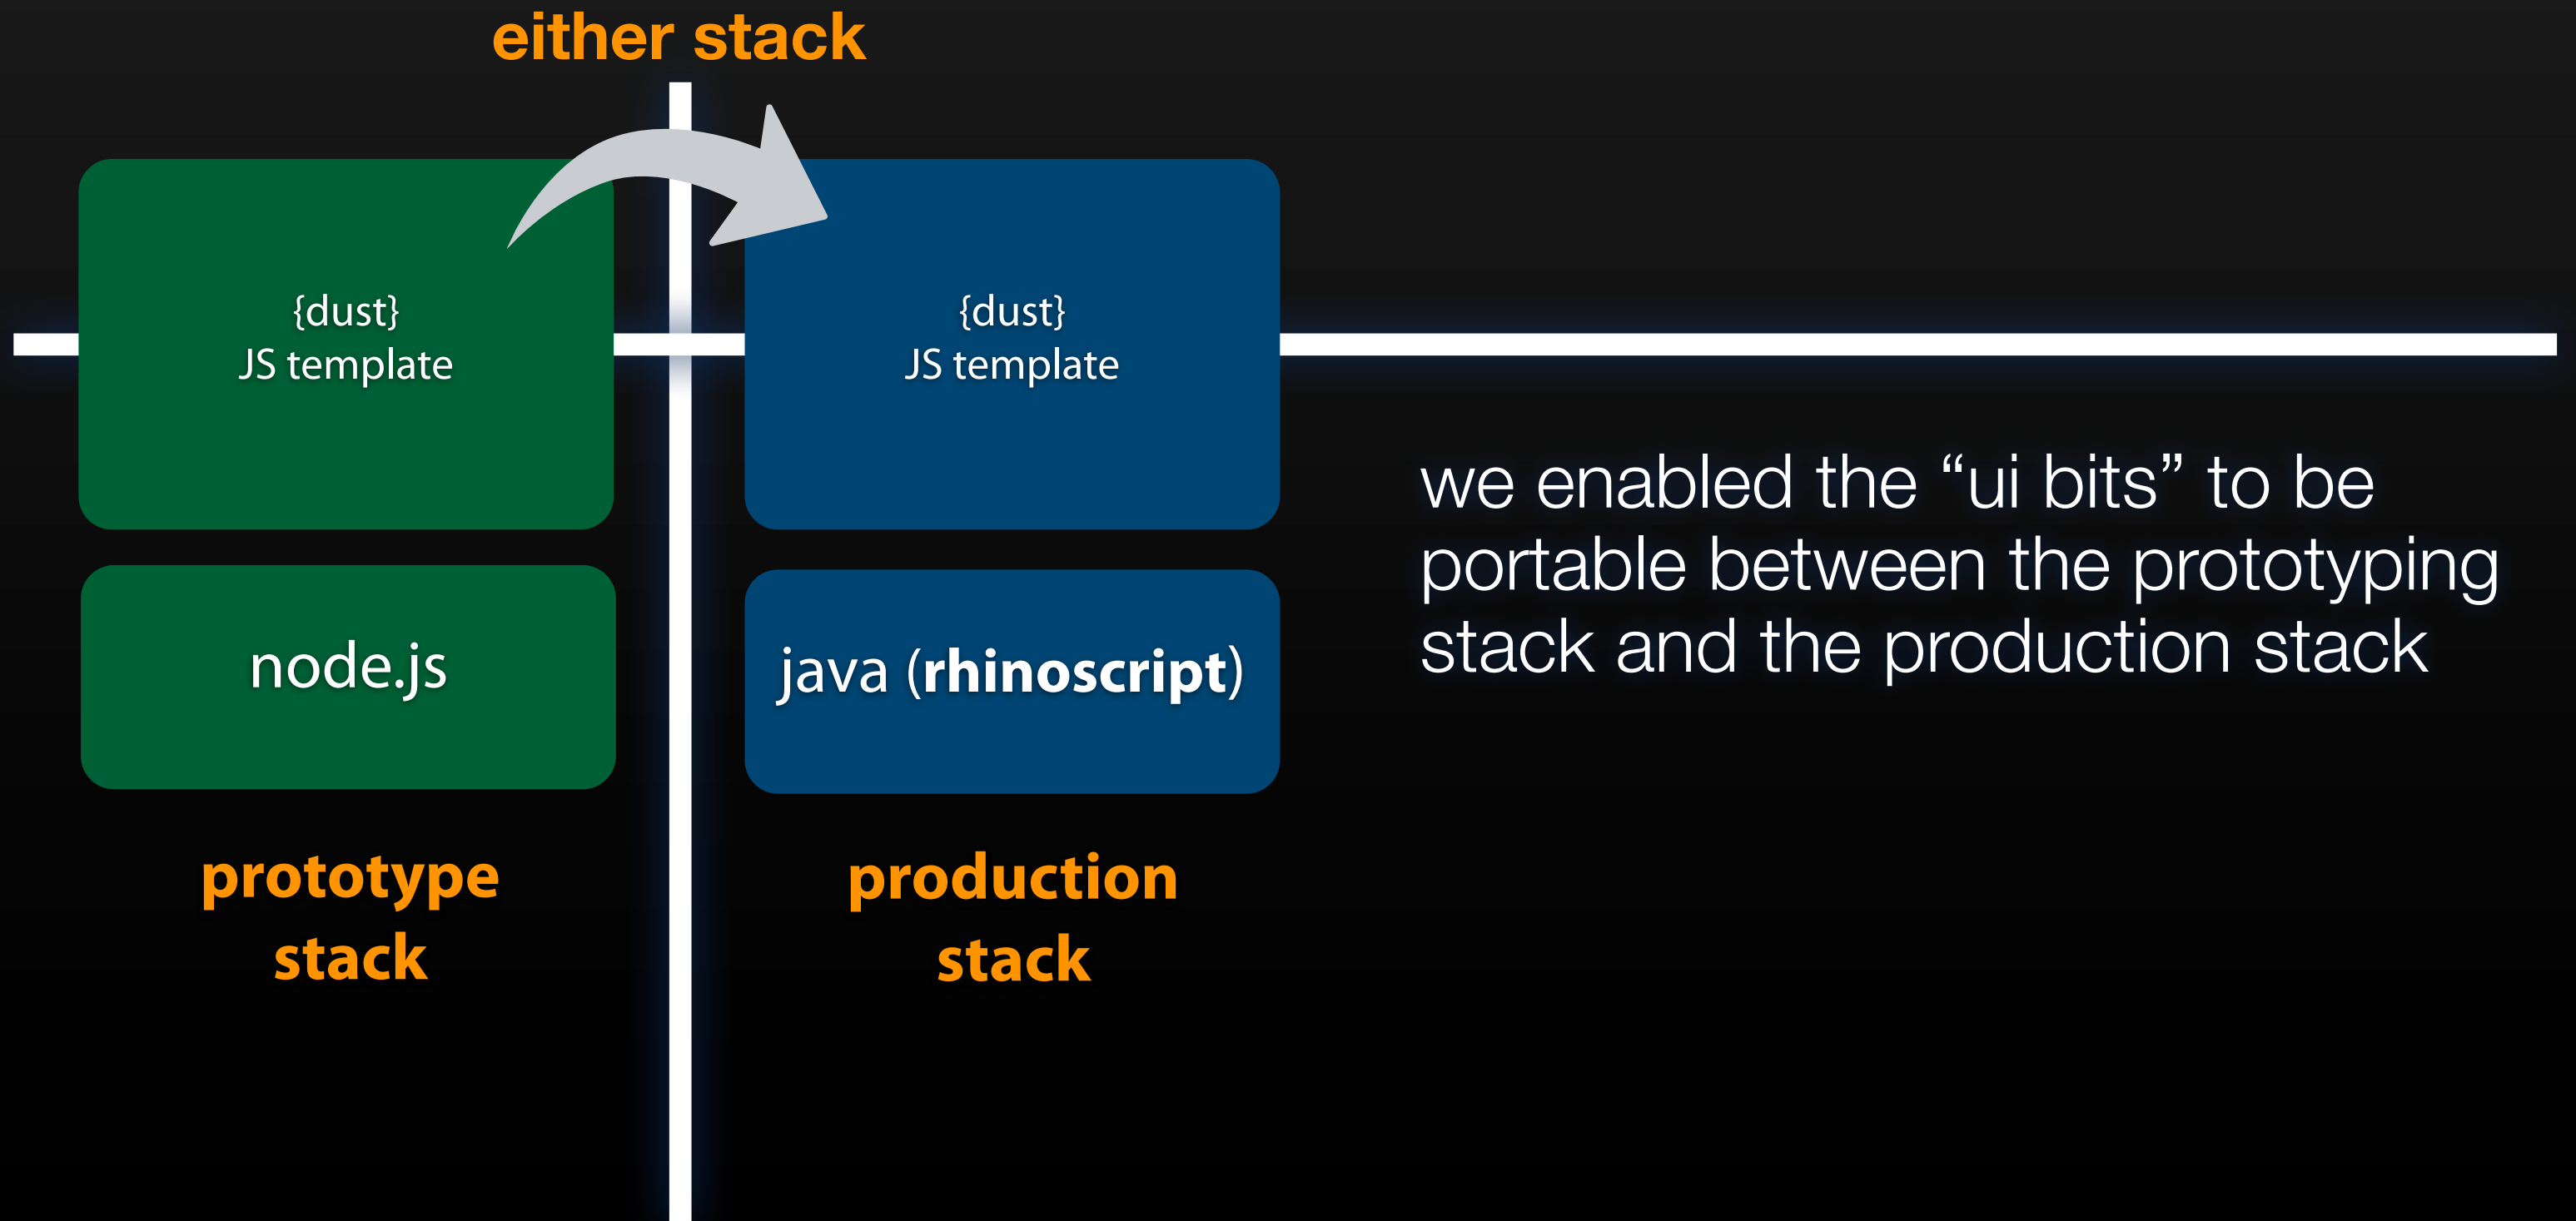 either stack
{dust}
JS template
node.js
prototype
stack
{dust}
JS template
java (rhinoscript)
production
stack
we enabled the “ui bits” to be
portable between the prototyping
stack and the production stack